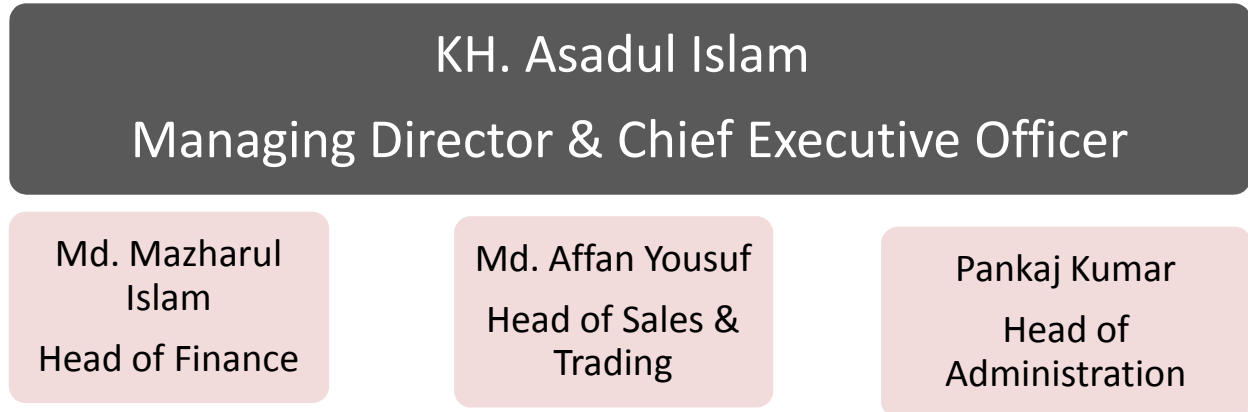 KH. Asadul Islam
Managing Director & Chief Executive Officer
Md. Mazharul
Islam
Head of Finance
Md. Affan Yousuf
Head of Sales &
Trading
Pankaj Kumar
Head of
Administration